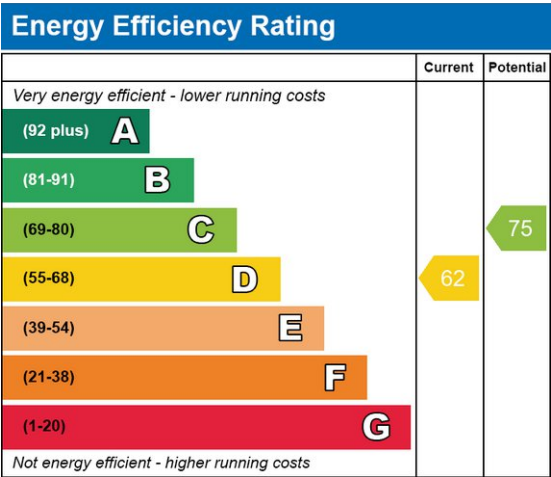 Energy Efficiency Rating
Current Potential
Very energy efficient - lower running costs
(92 plus) A
(81-91) B
(69-80) C 75
(55-68) D 62
(39-54) E
(21-38) F
(1-20) G
Not energy efficient - higher running costs